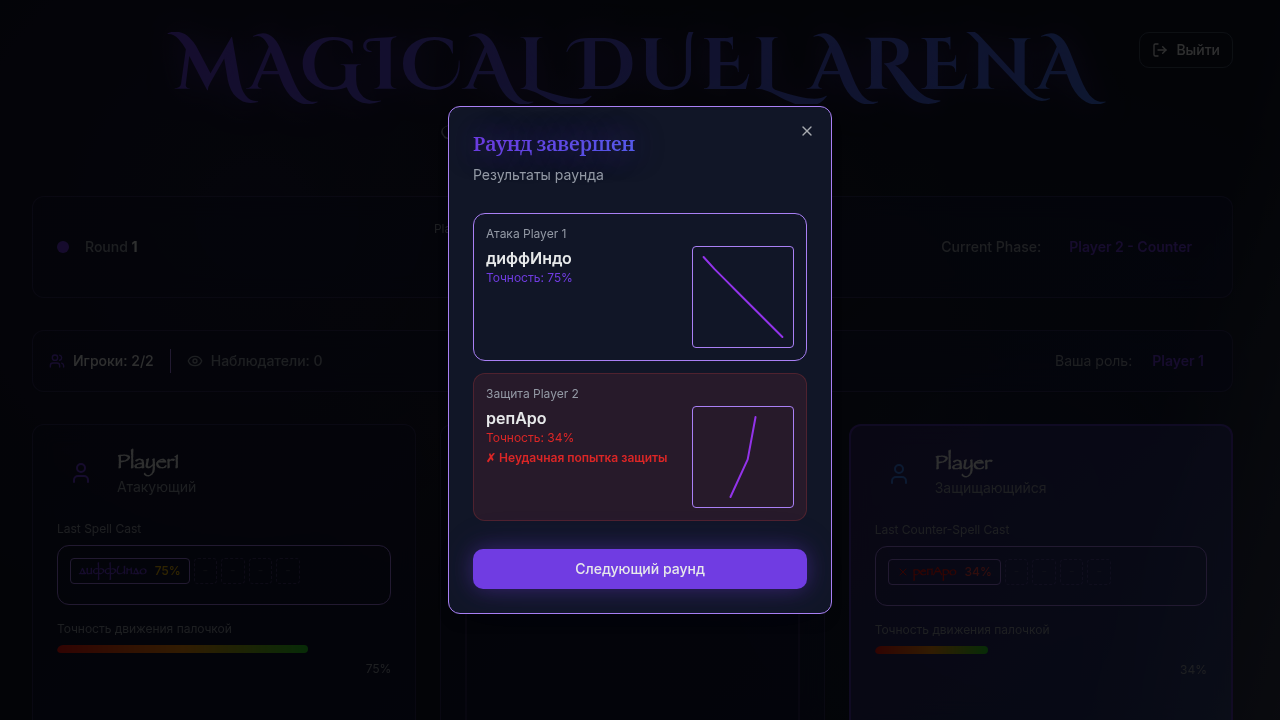 MAGICAL DUEL ARENA
Выйти
Раунд завершен
Результаты раунда
Round 1
Current Phase:
Player 2 - Counter
Атака Player 1
диффИндо
Точность: 75%
Игроки: 2/2
Наблюдатели: 0
Ваша роль:
Player 1
Защита Player 2
репАро
Точность: 34%
✗ Неудачная попытка защиты
Player1
Атакующий
Last Spell Cast
диффИндо 75%
Точность движения палочкой
75%
Player
Защищающийся
Last Counter-Spell Cast
× репАро 34%
Точность движения палочкой
34%
Следующий раунд